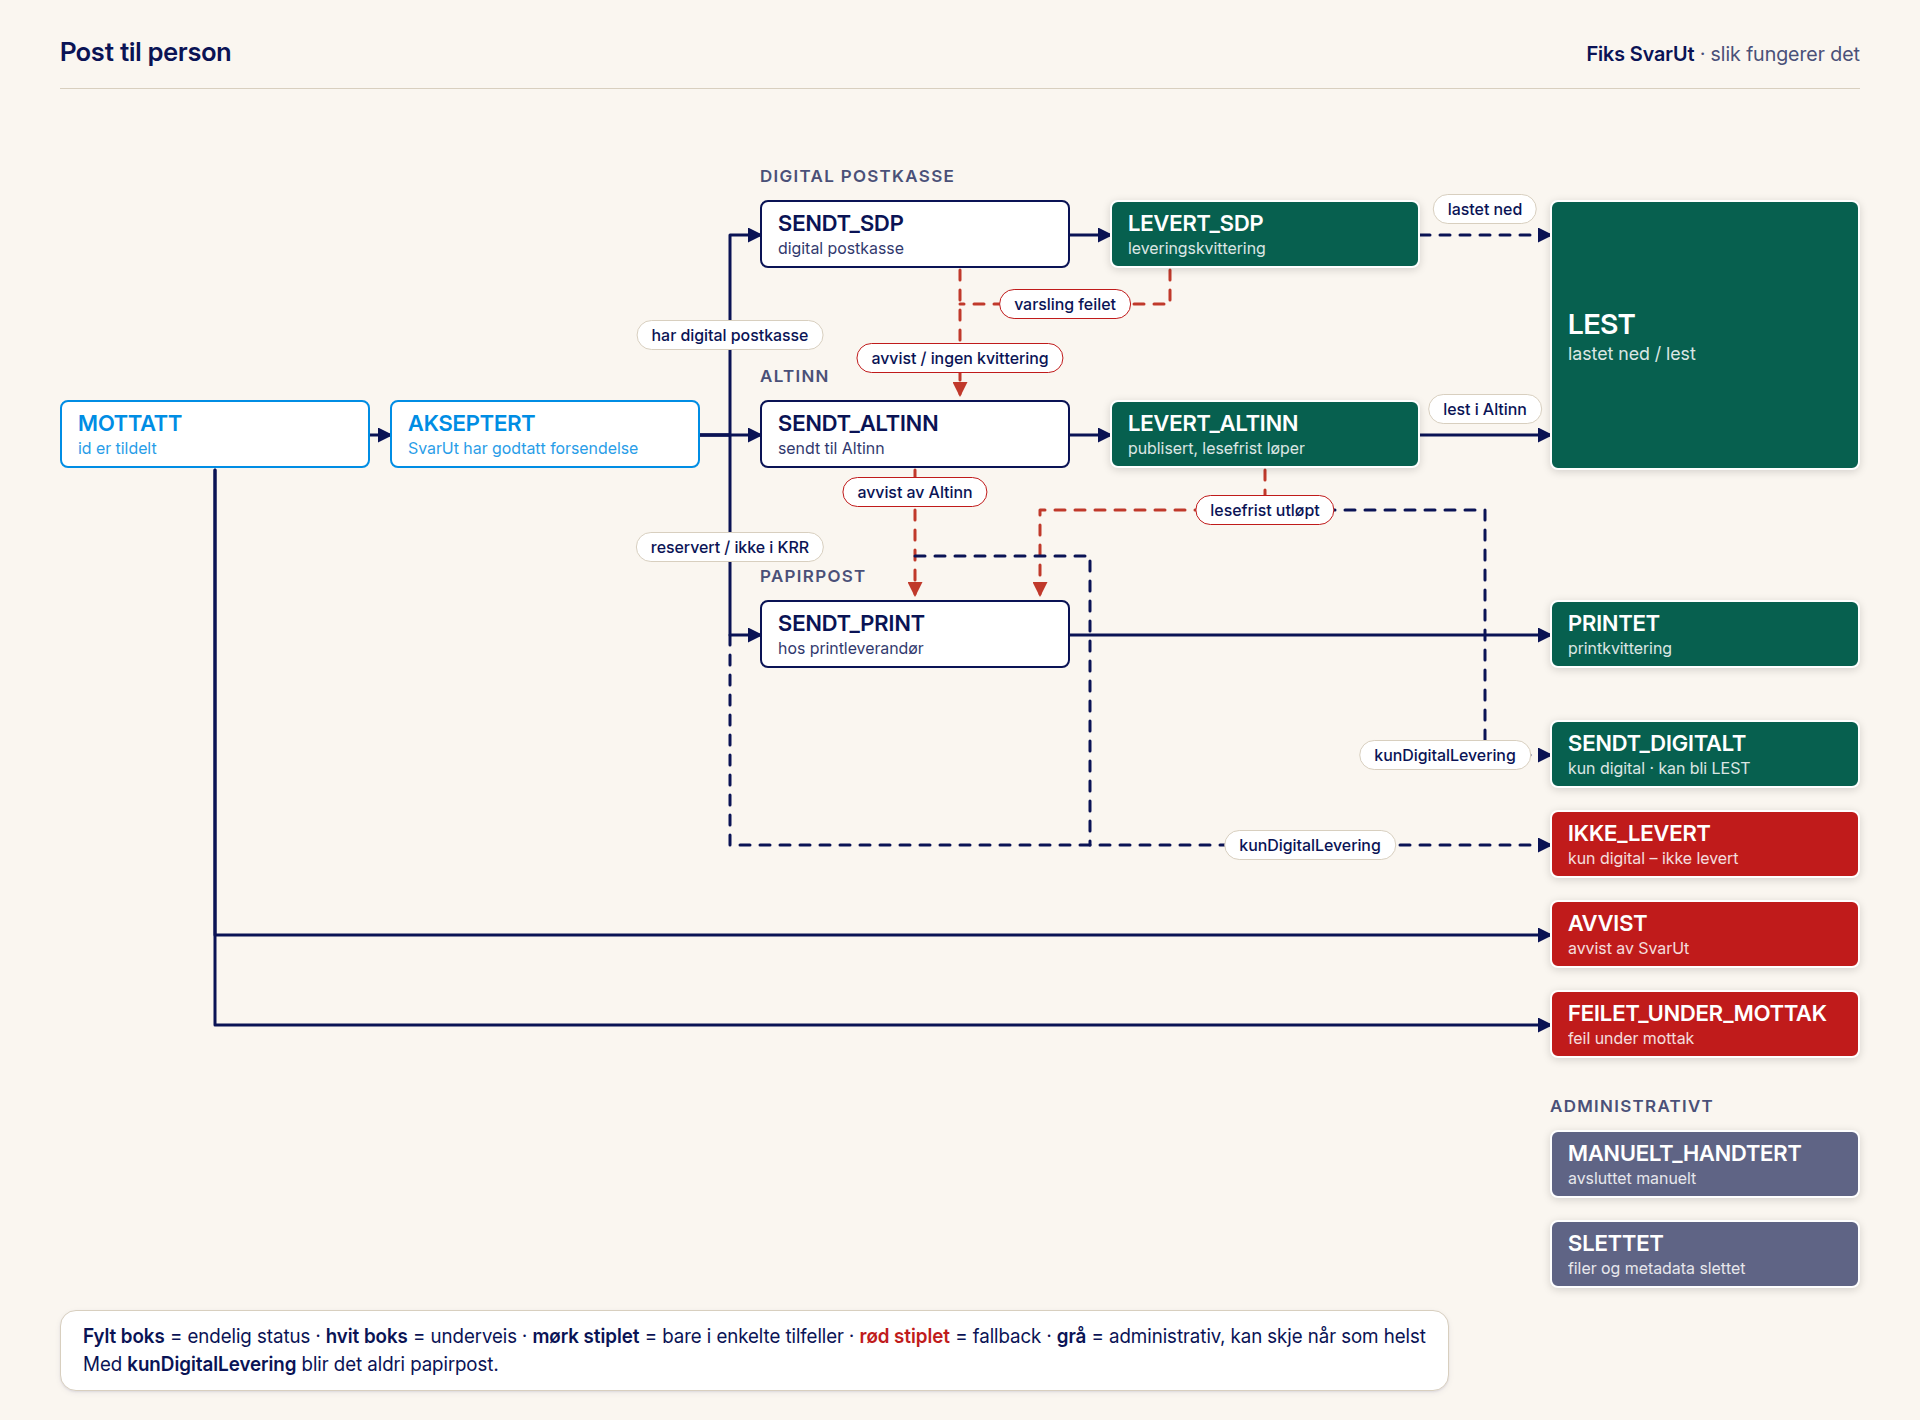 Post til person
Fiks SvarUt · slik fungerer det
DIGITAL POSTKASSE
SENDT_SDP
digital postkasse
LEVERT_SDP
leveringskvittering
lastet ned
LEST
lastet ned / lest
varsling feilet
har digital postkasse
avvist / ingen kvittering
ALTINN
MOTTATT
id er tildelt
AKSEPTERT
SvarUt har godtatt forsendelse
SENDT_ALTINN
sendt til Altinn
LEVERT_ALTINN
publisert, lesefrist løper
lest i Altinn
avvist av Altinn
lesefrist utløpt
reservert / ikke i KRR
PAPIRPOST
SENDT_PRINT
hos printleverandør
PRINTET
printkvittering
kunDigitalLevering
SENDT_DIGITALT
kun digital · kan bli LEST
kunDigitalLevering
IKKE_LEVERT
kun digital – ikke levert
AVVIST
avvist av SvarUt
FEILET_UNDER_MOTTAK
feil under mottak
ADMINISTRATIVT
MANUELT_HANDTERT
avsluttet manuelt
SLETTET
filer og metadata slettet
Fylt boks = endelig status · hvit boks = underveis · mørk stiplet = bare i enkelte tilfeller · rød stiplet = fallback · grå = administrativ, kan skje når som helst
Med kunDigitalLevering blir det aldri papirpost.